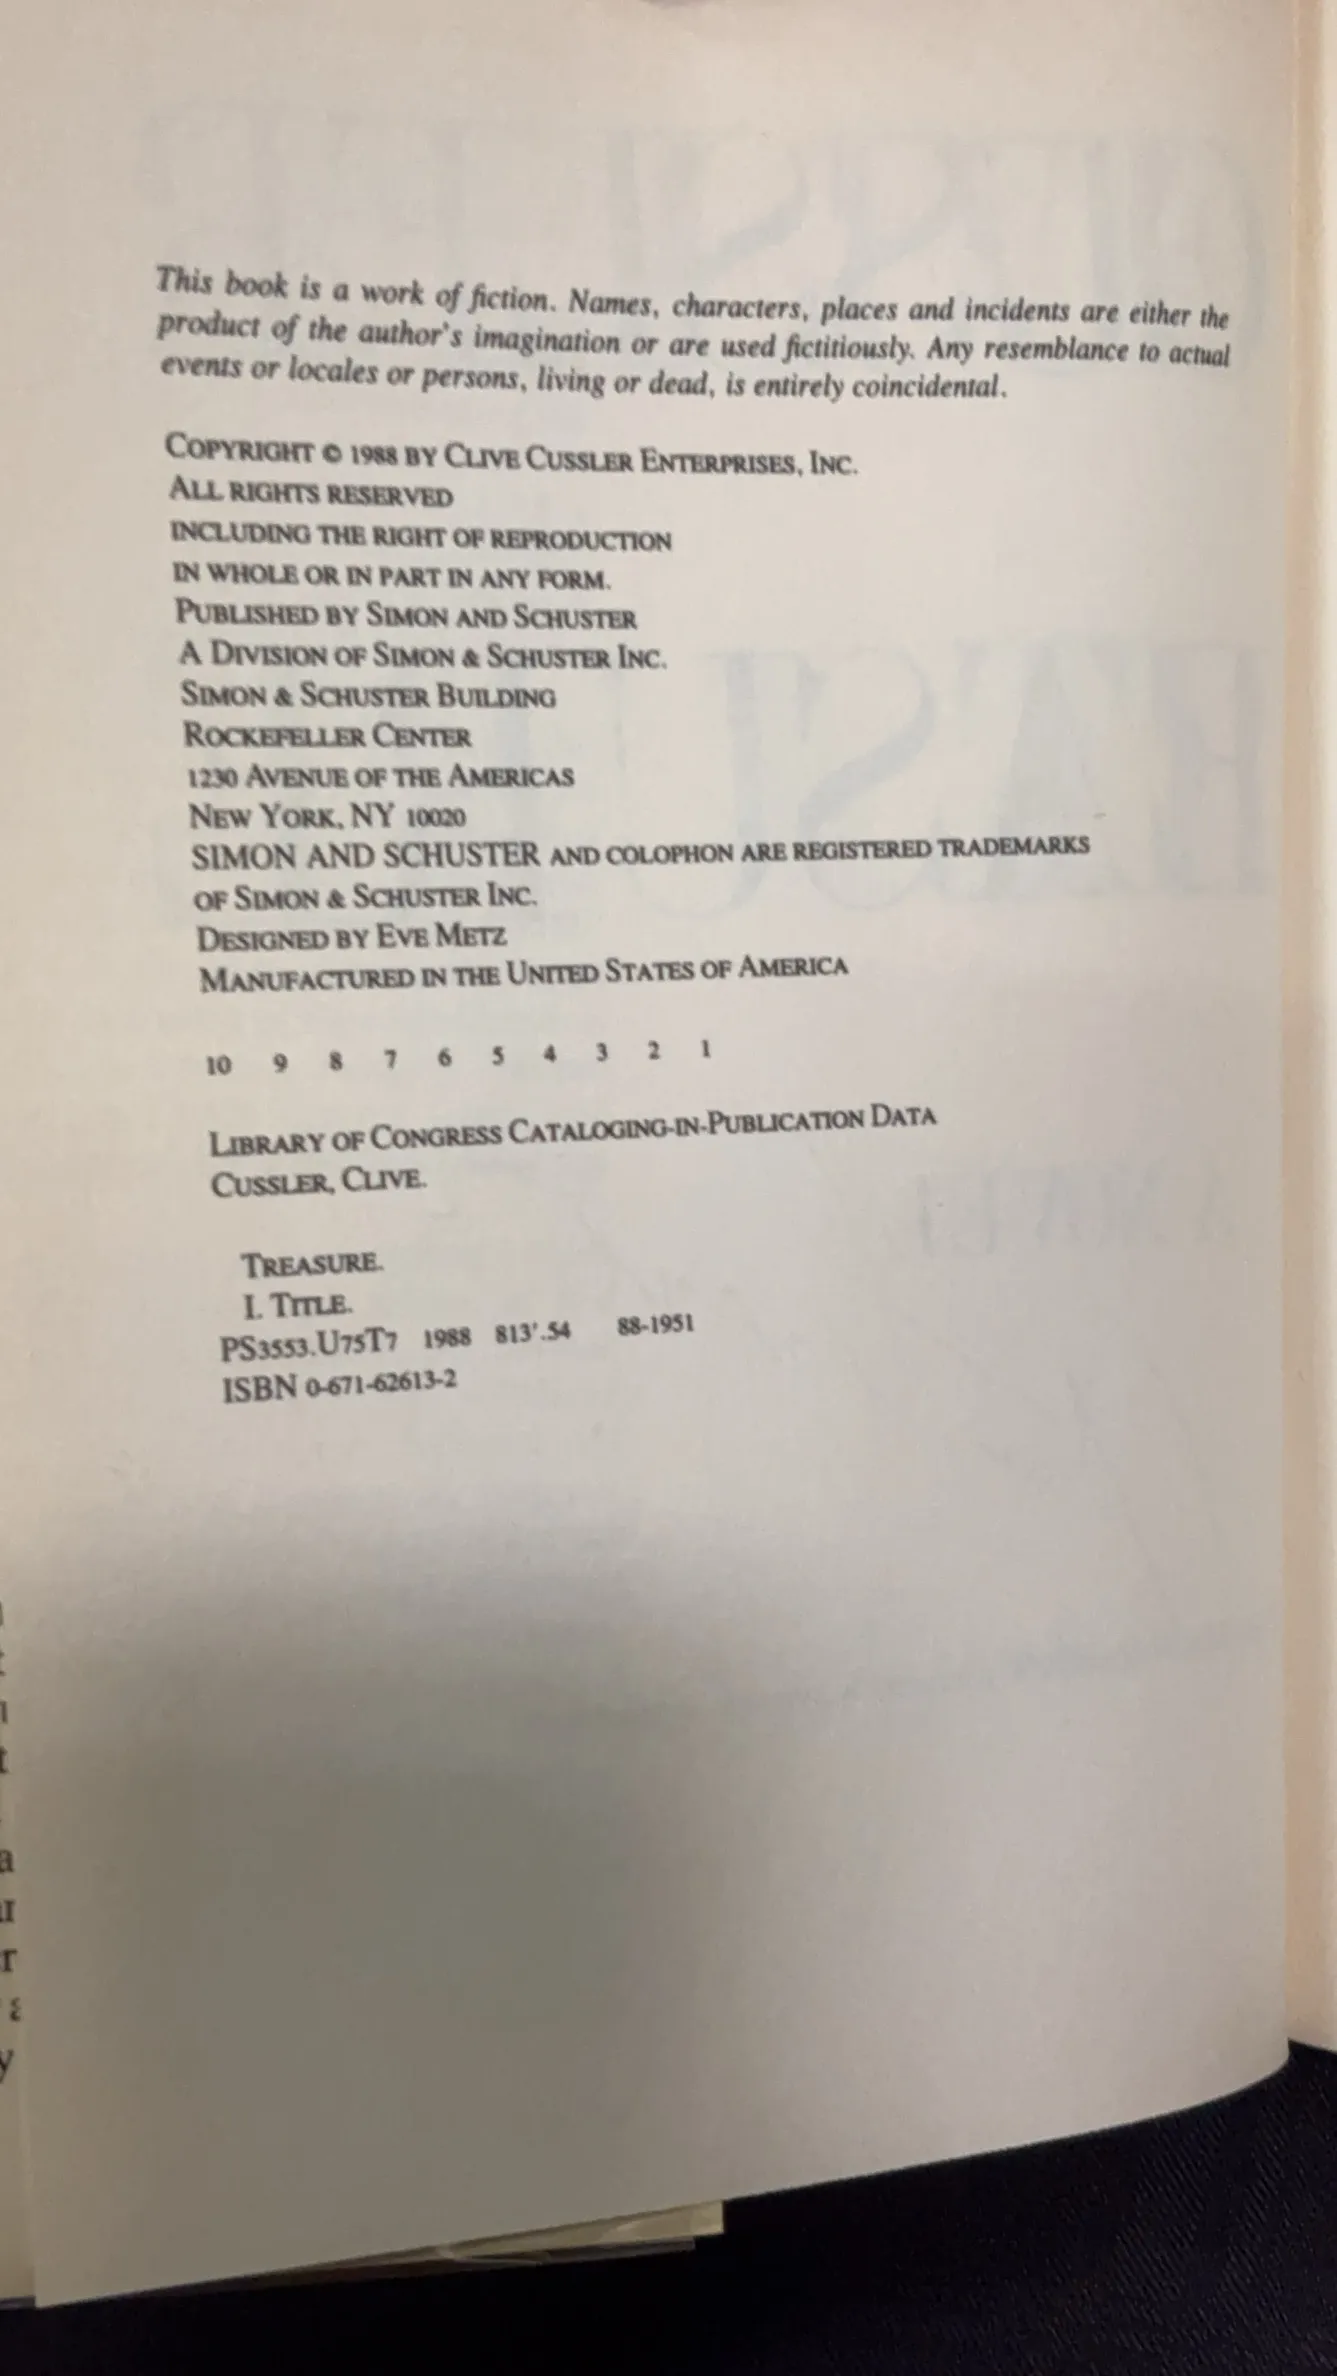 This book is a work of fiction. Names, characters, places and incidents are either the
product of the author's imagination or are used fictitiously. Any resemblance to actual
events or locales or persons, living or dead, is entirely coincidental.
COPYRIGHT © 1988 BY CLIVE CUSSLER ENTERPRISES, INC.
ALL RIGHTS RESERVED
INCLUDING THE RIGHT OF REPRODUCTION
IN WHOLE OR IN PART IN ANY FORM.
PUBLISHED BY SIMON AND SCHUSTER
A DIVISION OF SIMON & SCHUSTER INC.
SIMON & SCHUSTER BUILDING
ROCKEFELLER CENTER
1230 AVENUE OF THE AMERICAS
NEW YORK, NY 10020
SIMON AND SCHUSTER AND COLOPHON ARE REGISTERED TRADEMARKS
OF SIMON & SCHUSTER INC.
DESIGNED BY EVE METZ
MANUFACTURED IN THE UNITED STATES OF AMERICA
10 9 8 7 6 5 4 3 2 1
LIBRARY OF CONGRESS CATALOGING-IN-PUBLICATION DATA
CUSSLER, CLIVE.
TREASURE.
I. TITLE.
PS3553.U75T7 1988 813'.54 88-1951
ISBN 0-671-62613-2